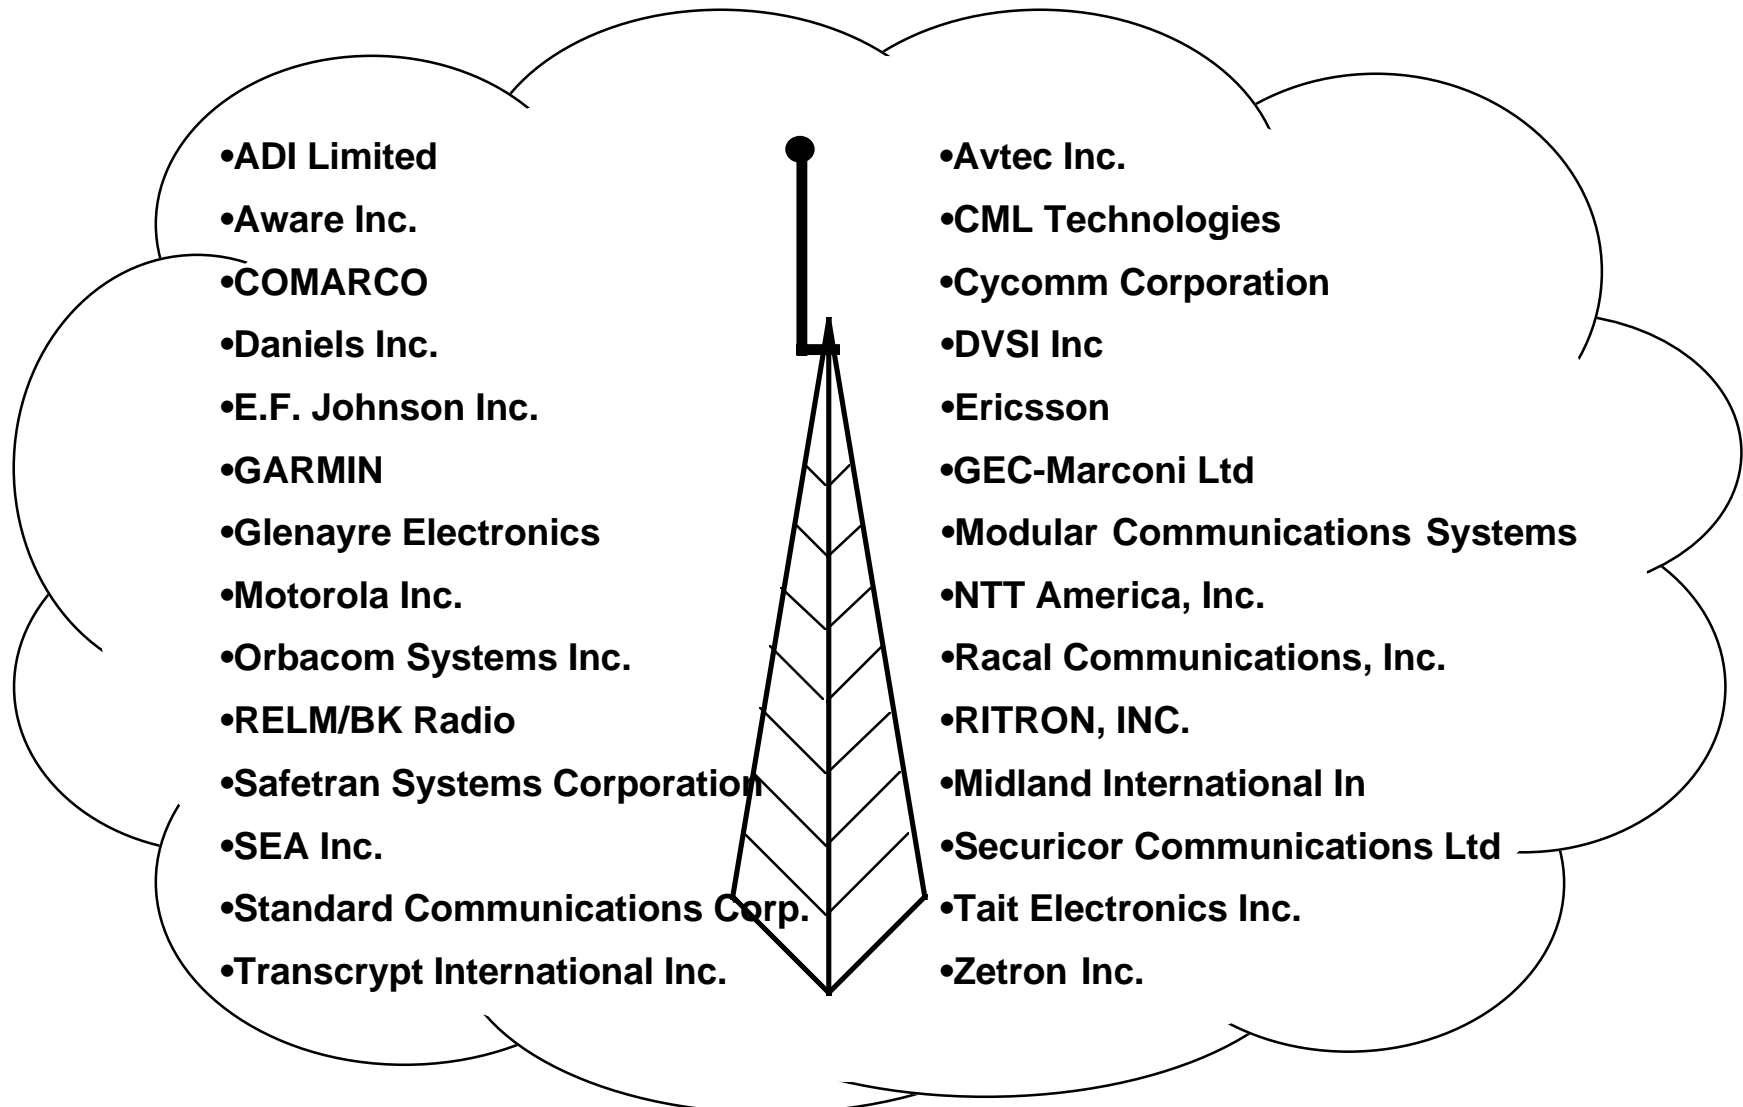 •ADI Limited
•Aware Inc.
•COMARCO
•Daniels Inc.
•E.F. Johnson Inc.
•GARMIN
•Glenayre Electronics
•Motorola Inc.
•Orbacom Systems Inc.
•RELM/BK Radio
•Safetran Systems Corporation
•SEA Inc.
•Standard Communications Corp.
•Transcrypt International Inc.
•Avtec Inc.
•CML Technologies
•Cycomm Corporation
•DVSI Inc
•Ericsson
•GEC-Marconi Ltd
•Modular Communications Systems
•NTT America, Inc.
•Racal Communications, Inc.
•RITRON, INC.
•Midland International In
•Securicor Communications Ltd
•Tait Electronics Inc.
•Zetron Inc.